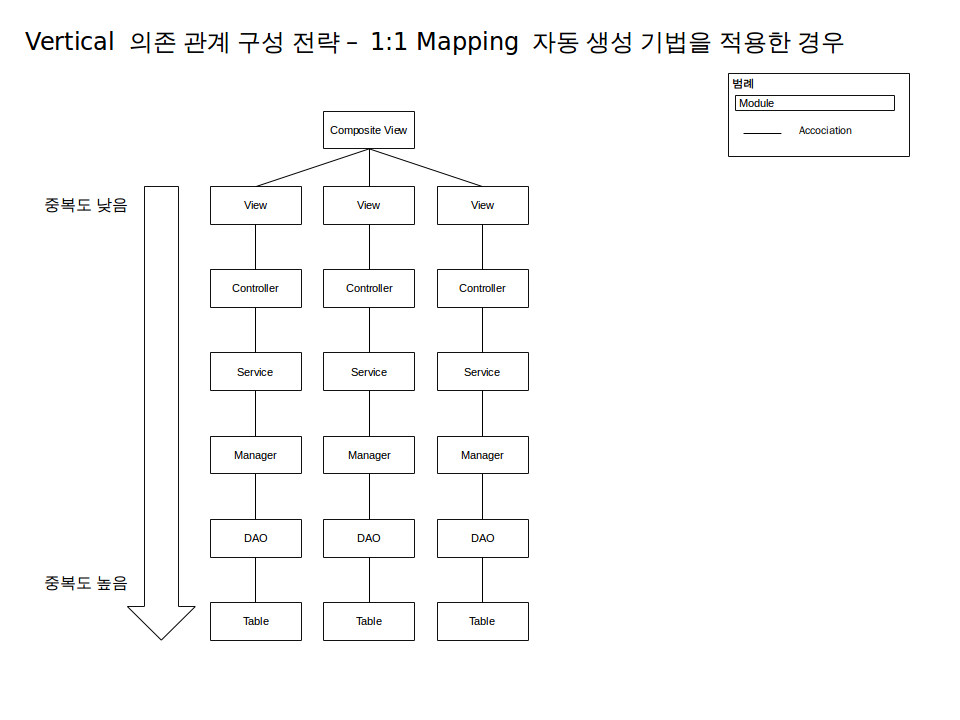 Vertical 의존 관계 구성 전략 – 1:1 Mapping 자동 생성 기법을 적용한 경우
범례
Module
Accociation
Composite View
중복도 낮음
View View View
Controller Controller Controller
Service Service Service
Manager Manager Manager
DAO DAO DAO
중복도 높음
Table Table Table